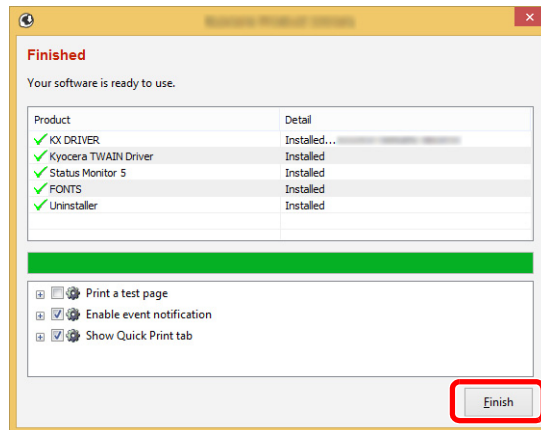 Finished
Your software is ready to use.
Product Detail
KX DRIVER Installed...
Kyocera TWAIN Driver Installed
Status Monitor 5 Installed
FONTS Installed
Uninstaller Installed
Print a test page
Enable event notification
Show Quick Print tab
Finish